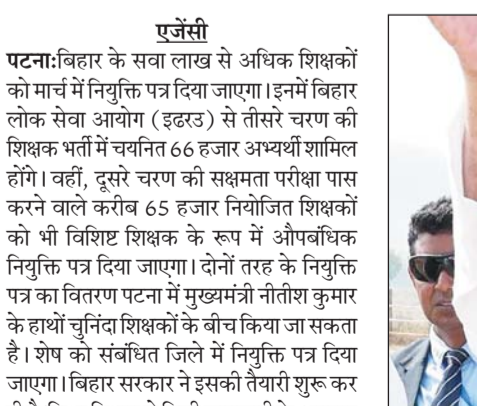 एजेंसी
पटना:बिहार के सवा लाख से अधिक शिक्षकों
को मार्च में नियुक्ति पत्र दिया जाएगा। इनमें बिहार
लोक सेवा आयोग (इढरउ) से तीसरे चरण की
शिक्षक भर्ती में चयनित 66 हजार अभ्यर्थी शामिल
होंगे। वहीं, दूसरे चरण की सक्षमता परीक्षा पास
करने वाले करीब 65 हजार नियोजित शिक्षकों
को भी विशिष्ट शिक्षक के रूप में औपबंधिक
नियुक्ति पत्र दिया जाएगा। दोनों तरह के नियुक्ति
पत्र का वितरण पटना में मुख्यमंत्री नीतीश कुमार
के हाथों चुनिंदा शिक्षकों के बीच किया जा सकता
है। शेष को संबंधित जिले में नियुक्ति पत्र दिया
जाएगा। बिहार सरकार ने इसकी तैयारी शुरू कर